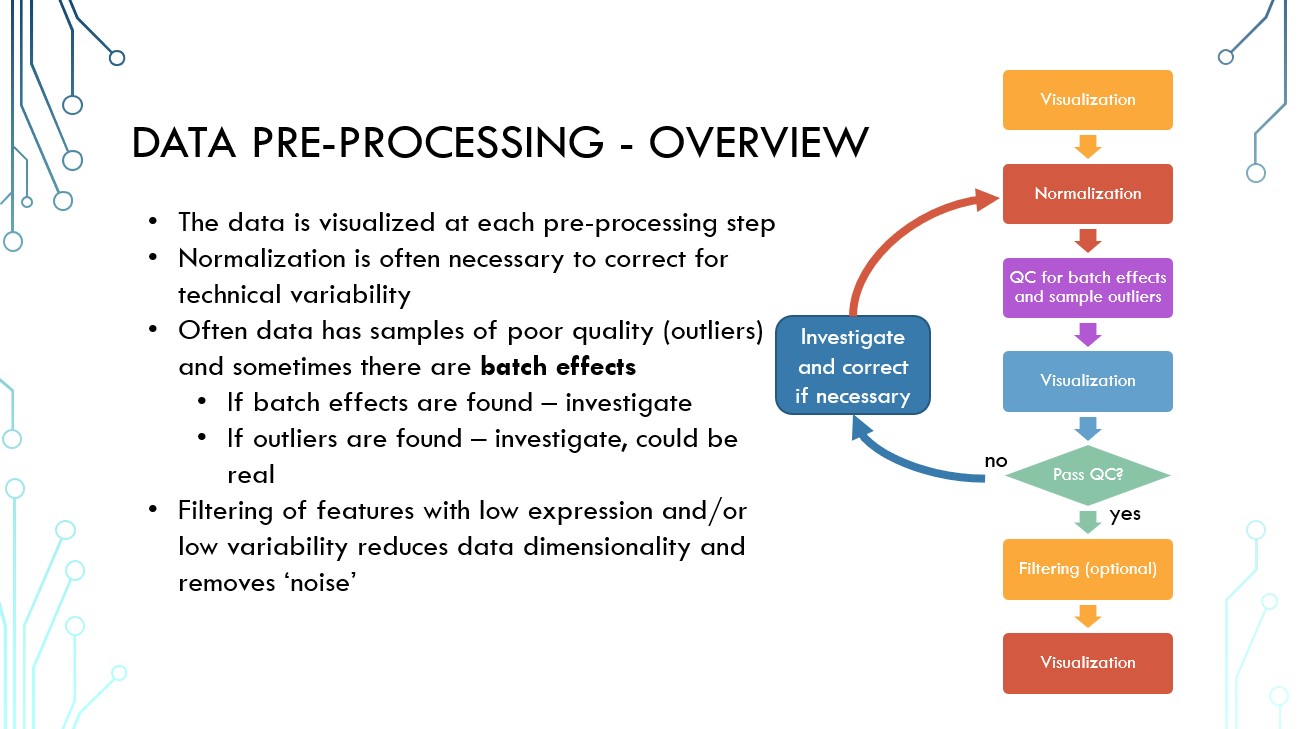 DATA PRE-PROCESSING - OVERVIEW
• The data is visualized at each pre-processing step
• Normalization is often necessary to correct for
technical variability
• Often data has samples of poor quality (outliers)
and sometimes there are batch effects
• If batch effects are found – investigate
• If outliers are found – investigate, could be
real
• Filtering of features with low expression and/or
low variability reduces data dimensionality and
removes ‘noise’
Investigate
and correct
if necessary
Visualization
Normalization
QC for batch effects
and sample outliers
Visualization
no
Pass QC?
yes
Filtering (optional)
Visualization